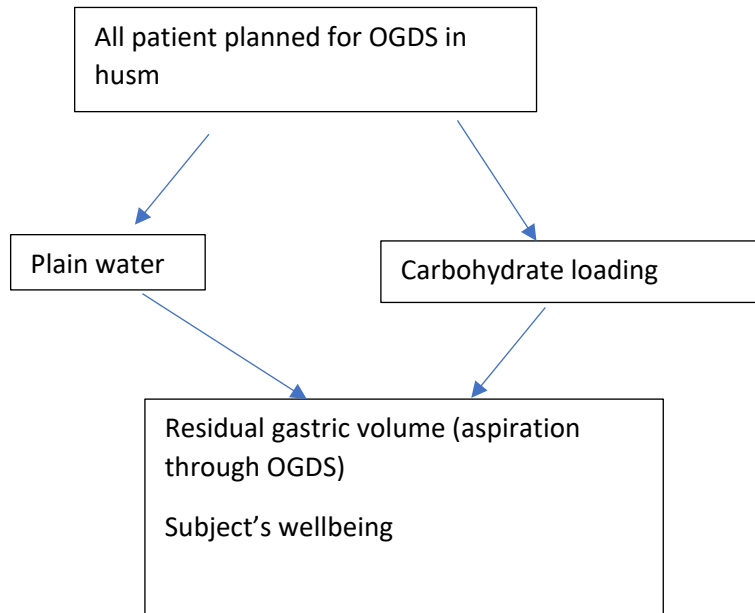 All patient planned for OGDS in
husm
Plain water
Carbohydrate loading
Residual gastric volume (aspiration
through OGDS)
Subject’s wellbeing